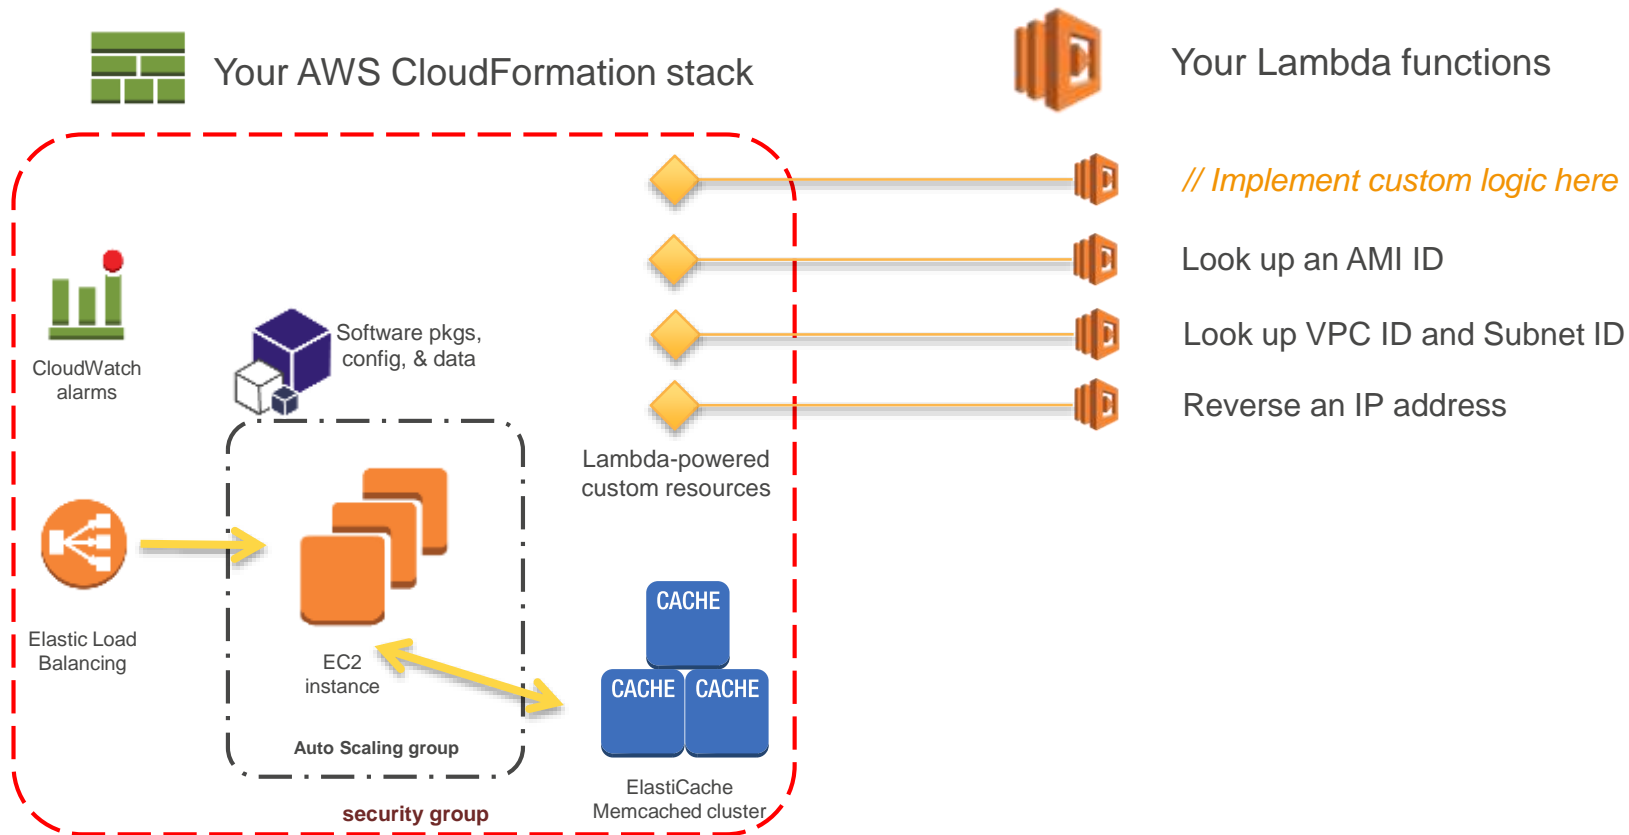 Your AWS CloudFormation stack
Your Lambda functions
// Implement custom logic here
Look up an AMI ID
Look up VPC ID and Subnet ID
Reverse an IP address
CloudWatch
alarms
Software pkgs,
config, & data
Lambda-powered
custom resources
Elastic Load
Balancing
EC2
instance
Auto Scaling group
CACHE
CACHE
CACHE
ElastiCache
Memcached cluster
security group